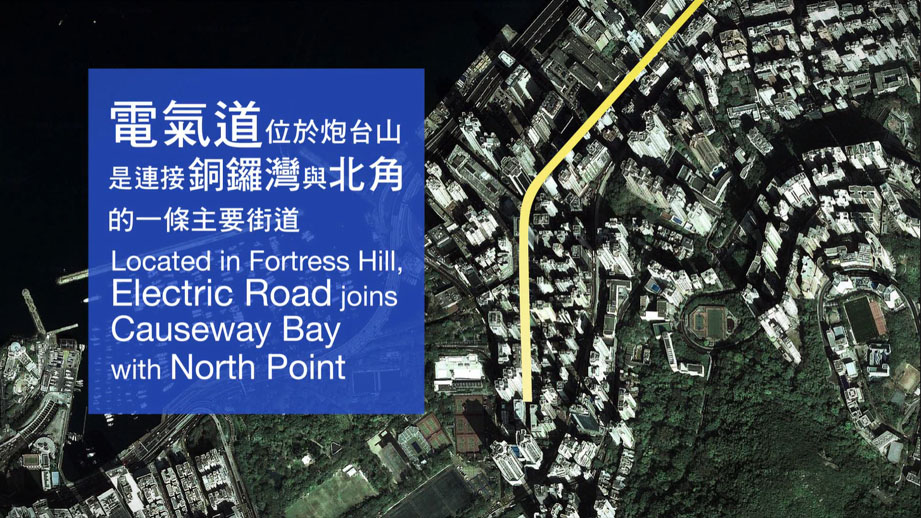 電氣道位於炮台山
是連接銅鑼灣與北角
的一條主要街道
Located in Fortress Hill,
Electric Road joins
Causeway Bay
with North Point